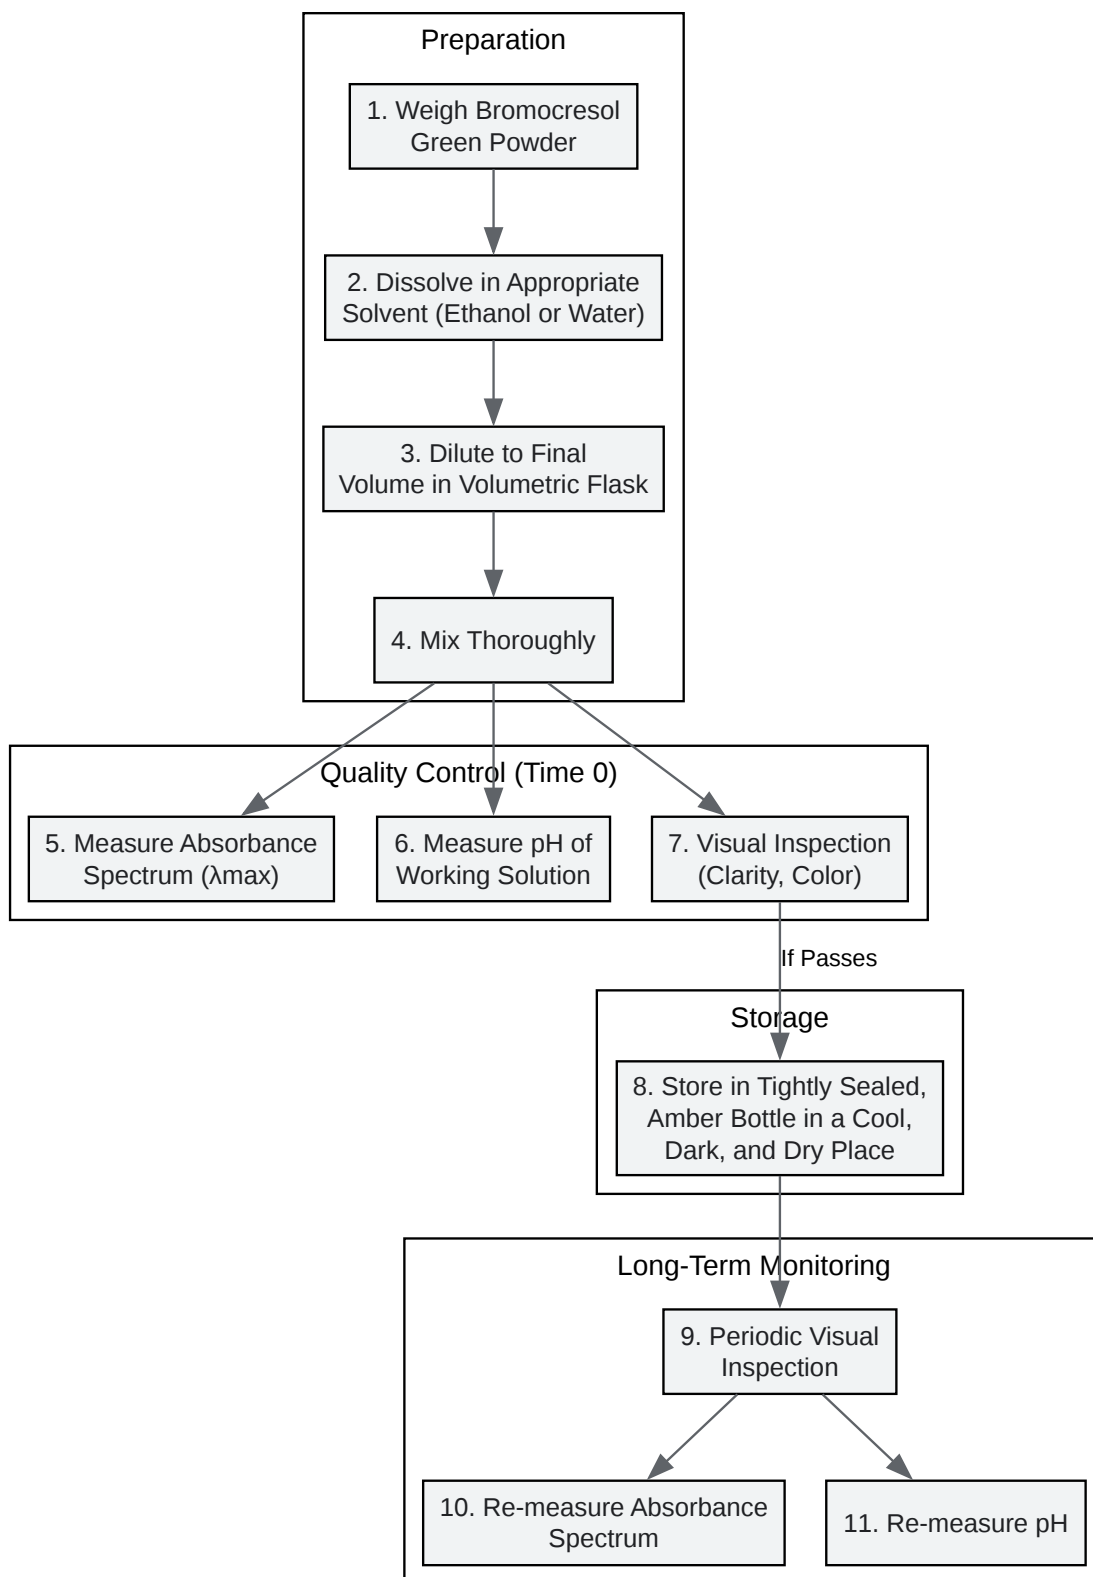 Preparation
1. Weigh Bromocresol
Green Powder
2. Dissolve in Appropriate
Solvent (Ethanol or Water)
3. Dilute to Final
Volume in Volumetric Flask
4. Mix Thoroughly
Quality Control (Time 0)
5. Measure Absorbance
Spectrum (λmax)
6. Measure pH of
Working Solution
7. Visual Inspection
(Clarity, Color)
If Passes
Storage
8. Store in Tightly Sealed,
Amber Bottle in a Cool,
Dark, and Dry Place
Long-Term Monitoring
9. Periodic Visual
Inspection
10. Re-measure Absorbance
Spectrum
11. Re-measure pH